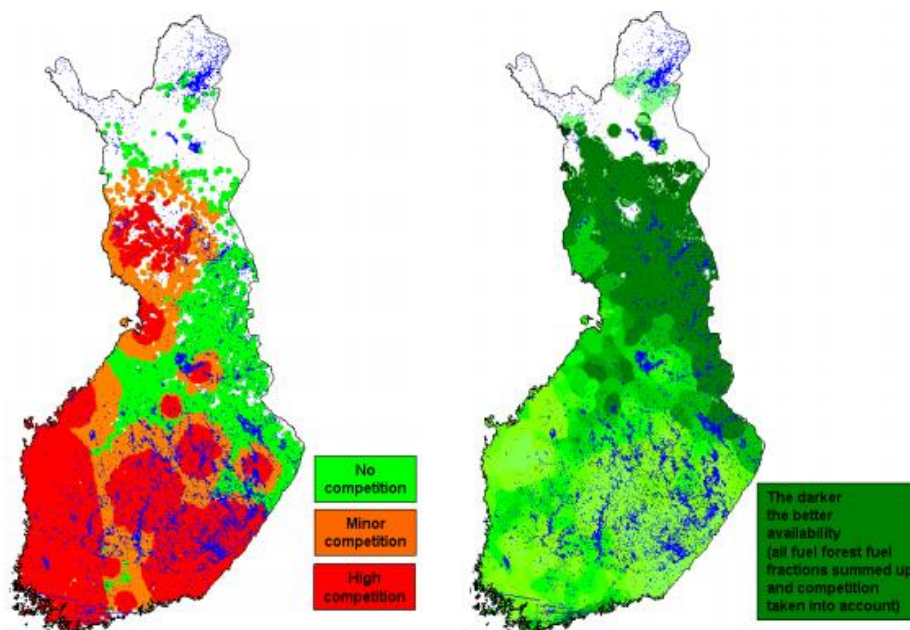 No
competition
Minor
competition
High
competition
The darker
the better
availability
(all fuel forest fuel
fractions summed up
and competition
taken into account)